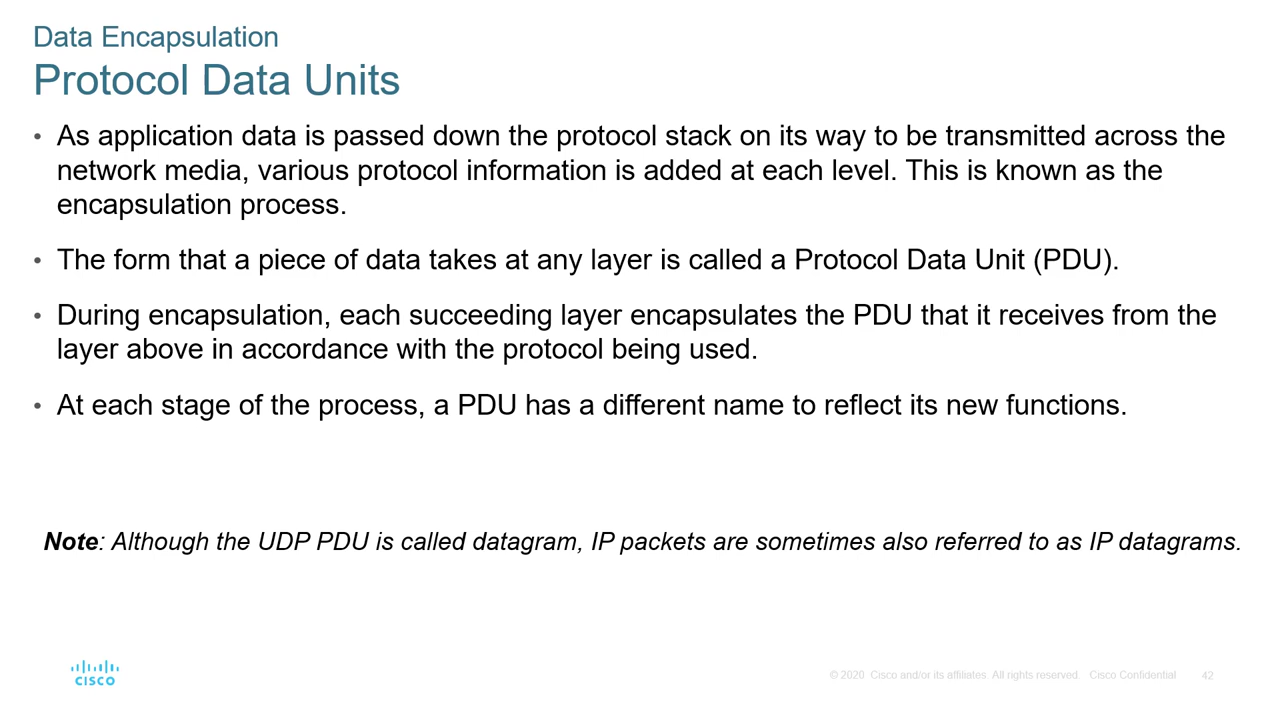 Data Encapsulation
Protocol Data Units
• As application data is passed down the protocol stack on its way to be transmitted across the
network media, various protocol information is added at each level. This is known as the
encapsulation process.
• The form that a piece of data takes at any layer is called a Protocol Data Unit (PDU).
• During encapsulation, each succeeding layer encapsulates the PDU that it receives from the
layer above in accordance with the protocol being used.
• At each stage of the process, a PDU has a different name to reflect its new functions.
Note: Although the UDP PDU is called datagram, IP packets are sometimes also referred to as IP datagrams.
CISCO
© 2020 Cisco and/or its affiliates. All rights reserved. Cisco Confidential 42